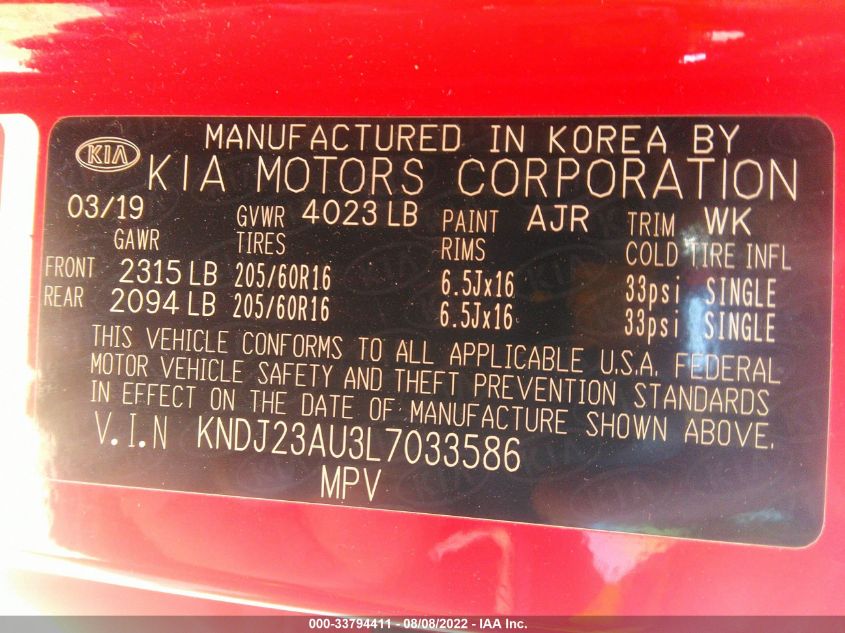 KIA
MANUFACTURED IN KOREA BY
KIA MOTORS CORPORATION
03/19 GVWR 4023 LB PAINT AJR TRIM WK
GAWR TIRES RIMS COLD TIRE INFL
FRONT 2315 LB 205/60R16 6.5Jx16 33psi SINGLE
REAR 2094 LB 205/60R16 6.5Jx16 33psi SINGLE
THIS VEHICLE CONFORMS TO ALL APPLICABLE U.S.A. FEDERAL
MOTOR VEHICLE SAFETY AND THEFT PREVENTION STANDARDS
IN EFFECT ON THE DATE OF MANUFACTURE SHOWN ABOVE.
V.I.N KNDJ23AU3L7033586
MPV
000-33794411 - 08/08/2022 - IAA Inc.